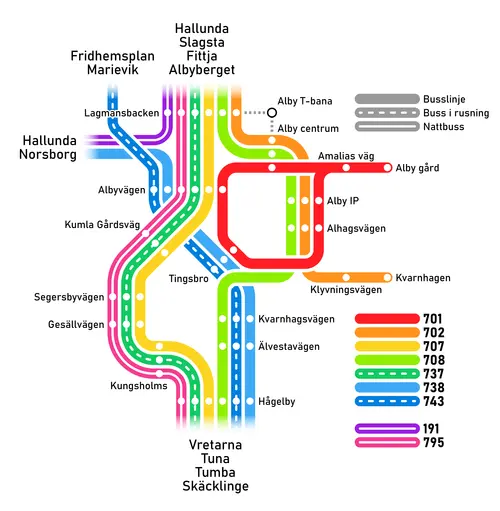 Hallunda
Slagsta
Fittja
Albyberget
Fridhemsplan
Marievik
Alby T-bana
Busslinje
Lagmansbacken
Buss i rusning
Alby centrum
Nattbuss
Hallunda
Norsborg
Amalias väg
Alby gård
Albyvägen
Alby IP
Kumla Gårdsväg
Alhagsvägen
Tingsbro
Kvarnhagen
Klyvningsvägen
Segersbyvägen
Kvarnhagsvägen
701
Gesällvägen
702
Älvestavägen
707
708
737
Kungsholms
738
Hågelby
743
191
795
Vretarna
Tuna
Tumba
Skäcklinge